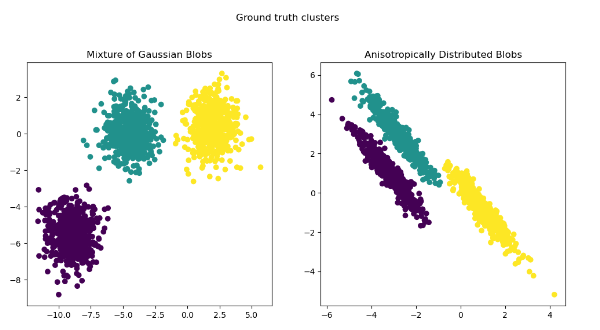 Ground truth clusters
Mixture of Gaussian Blobs
Anisotropically Distributed Blobs
2
0
−2
−4
−6
−8
−10.0 −7.5 −5.0 −2.5 0.0 2.5 5.0
6
4
2
0
−2
−4
−6 −4 −2 0 2 4